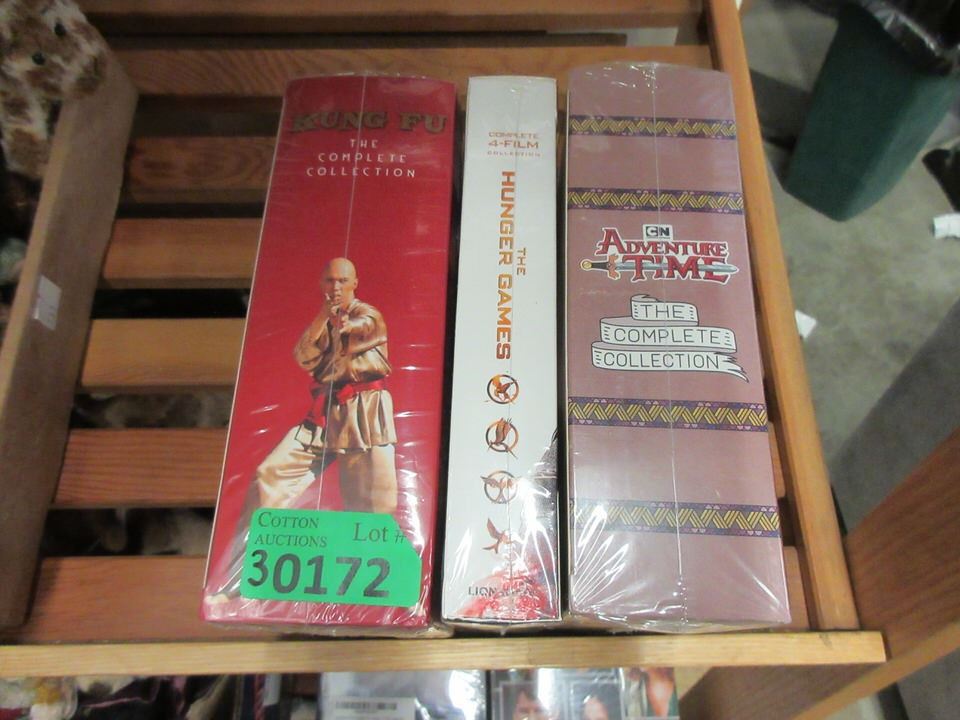 KUNG FU
THE
COMPLETE
COLLECTION
COTTON
AUCTIONS
Lot #
30172
COMPLETE
4-FILM
COLLECTION
THE
HUNGER GAMES
CN
ADVENTURE
TIME
THE
COMPLETE
COLLECTION